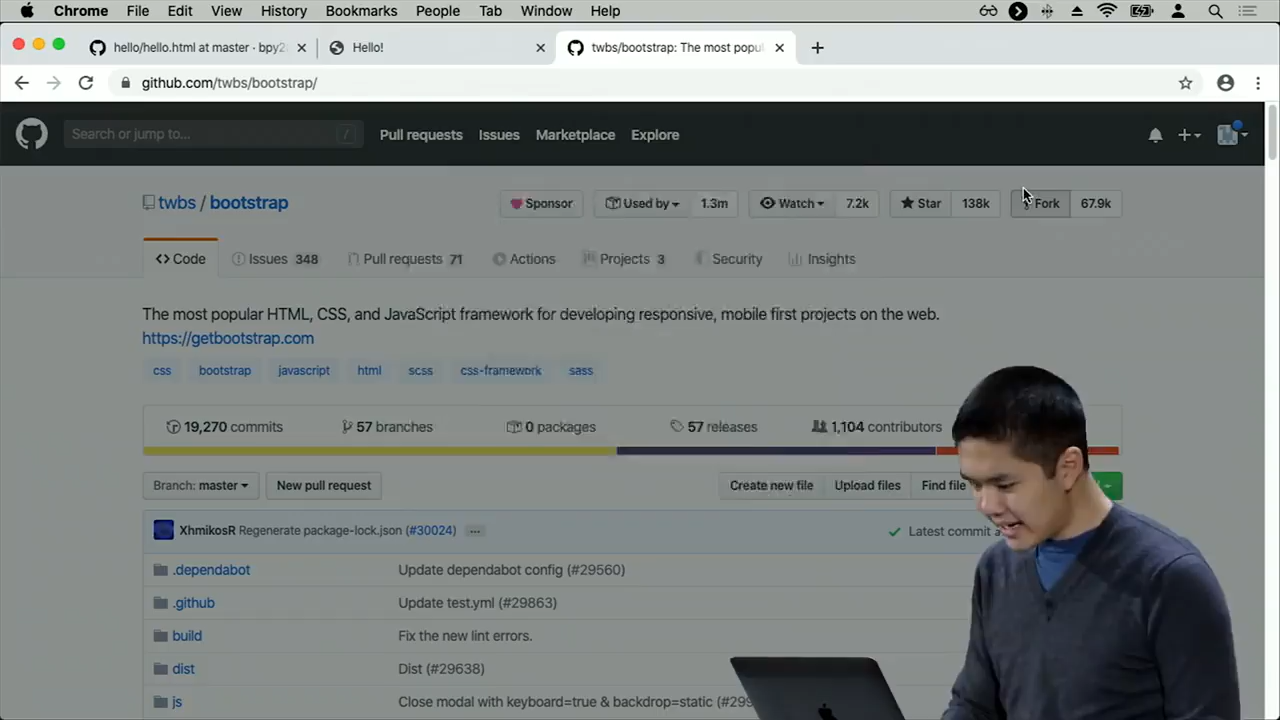 Chrome File Edit View History Bookmarks People Tab Window Help
hello/hello.html at master · bpy2
Hello!
twbs/bootstrap: The most popu
github.com/twbs/bootstrap/
Search or jump to... /
Pull requests Issues Marketplace Explore
twbs / bootstrap
Sponsor
Used by 1.3m
Watch 7.2k
Star 138k
Fork 67.9k
Code
Issues 348
Pull requests 71
Actions
Projects 3
Security
Insights
The most popular HTML, CSS, and JavaScript framework for developing responsive, mobile first projects on the web.
https://getbootstrap.com
css bootstrap javascript html scss css-framework sass
19,270 commits
57 branches
0 packages
57 releases
1,104 contributors
Branch: master
New pull request
Create new file
Upload files
Find file
XhmikosR Regenerate package-lock.json (#30024)
Latest commit
.dependabot Update dependabot config (#29560)
.github Update test.yml (#29863)
build Fix the new lint errors.
dist Dist (#29638)
js Close modal with keyboard=true & backdrop=static